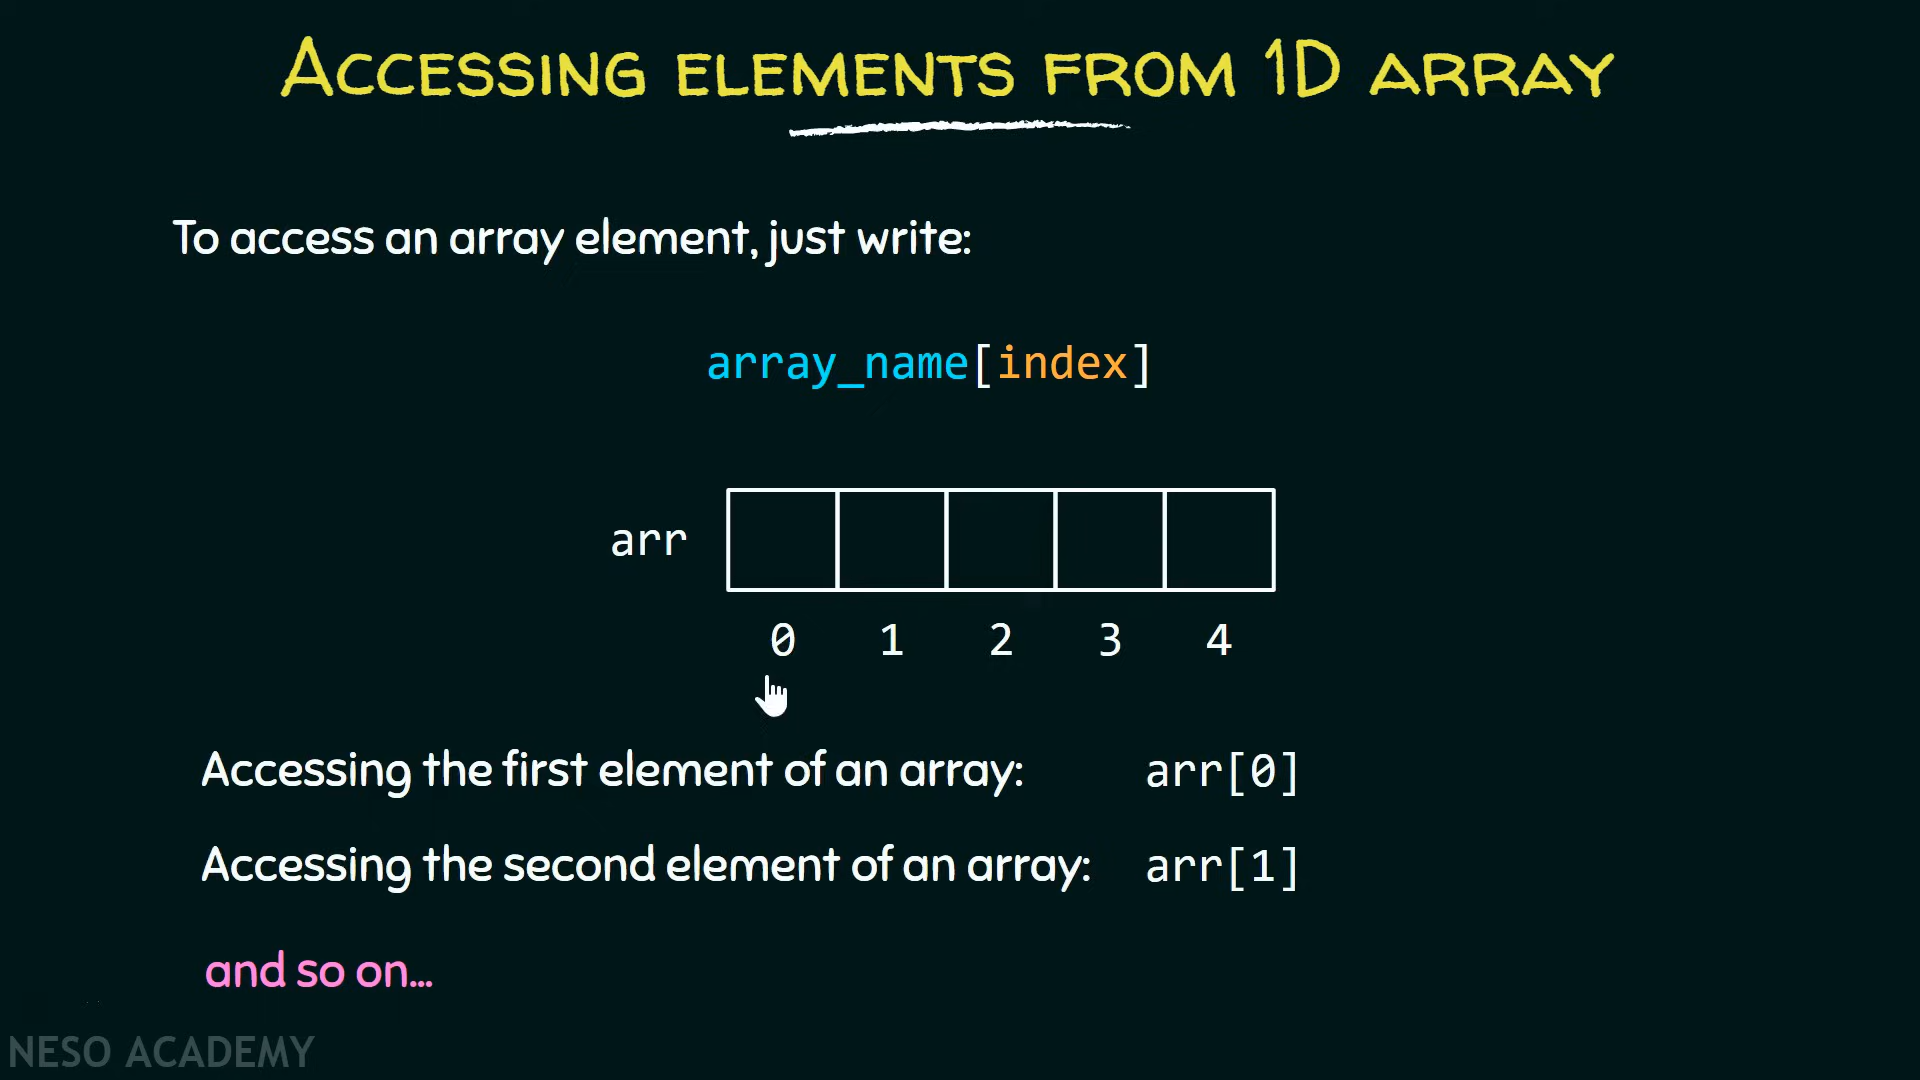 ACCESSING ELEMENTS FROM 1D ARRAY
To access an array element, just write:
array_name[index]
arr
0 1 2 3 4
Accessing the first element of an array: arr[0]
Accessing the second element of an array: arr[1]
and so on...
NESO ACADEMY